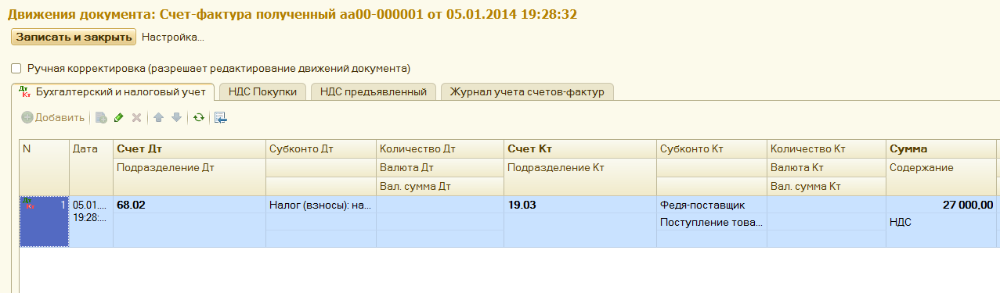 Движения документа: Счет-фактура полученный аа00-000001 от 05.01.2014 19:28:32
Записать и закрыть Настройка...
Ручная корректировка (разрешает редактирование движений документа)
Дт Кт Бухгалтерский и налоговый учет НДС Покупки НДС предъявленный Журнал учета счетов-фактур
Добавить
N Дата Счет Дт Субконто Дт Количество Дт Счет Кт Субконто Кт Количество Кт Сумма
Подразделение Дт Валюта Дт Подразделение Кт Валюта Кт Содержание
Вал. сумма Дт Вал. сумма Кт
Дт Кт 1 05.01.... 68.02 Налог (взносы): на... 19.03 Федя-поставщик 27 000,00
19:28:... Поступление това... НДС